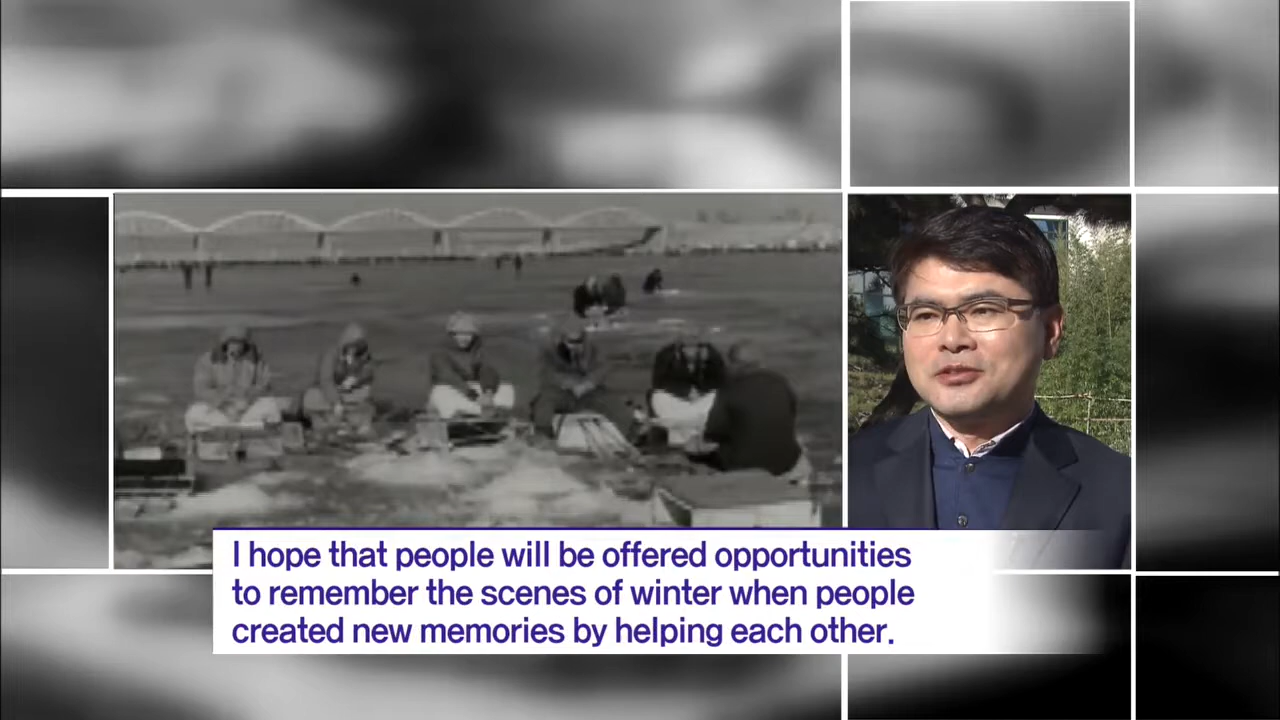 I hope that people will be offered opportunities
to remember the scenes of winter when people
created new memories by helping each other.